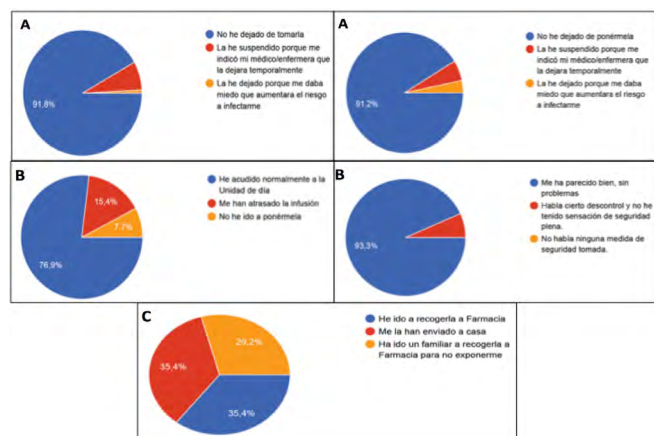 A
No he dejado de tomarla
La he suspendido porque me
indicó mi médico/enfermera que
la dejara temporalmente
La he dejado porque me daba
miedo que aumentara el riesgo
a infectarme
91,8%
A
No he dejado de ponérmela
La he suspendido porque me
indicó mi médico/enfermera que
la dejara temporalmente
La he dejado porque me daba
miedo que aumentara el riesgo
a infectarme
91,2%
B
He acudido normalmente a la
Unidad de día
Me han atrasado la infusión
No he ido a ponérmela
15,4%
7,7%
76,9%
B
Me ha parecido bien, sin
problemas
Había cierto descontrol y no he
tenido sensación de seguridad
plena.
No había ninguna medida de
seguridad tomada.
93,3%
C
He ido a recogerla a Farmacia
Me la han enviado a casa
Ha ido un familiar a recogerla a
Farmacia para no exponerme
29,2%
35,4%
35,4%